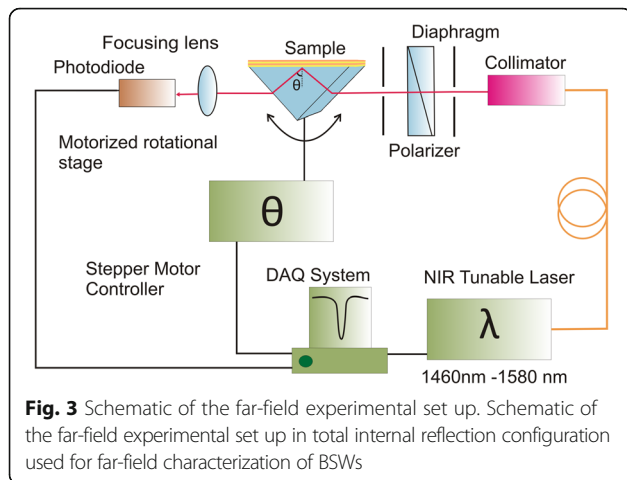 Diaphragm
Sample
Focusing lens
Photodiode
Collimator
θ
Polarizer
Motorized rotational
stage
θ
Stepper Motor
Controller
DAQ System
NIR Tunable Laser
λ
1460nm -1580 nm
Fig. 3 Schematic of the far-field experimental set up. Schematic of
the far-field experimental set up in total internal reflection configuration
used for far-field characterization of BSWs